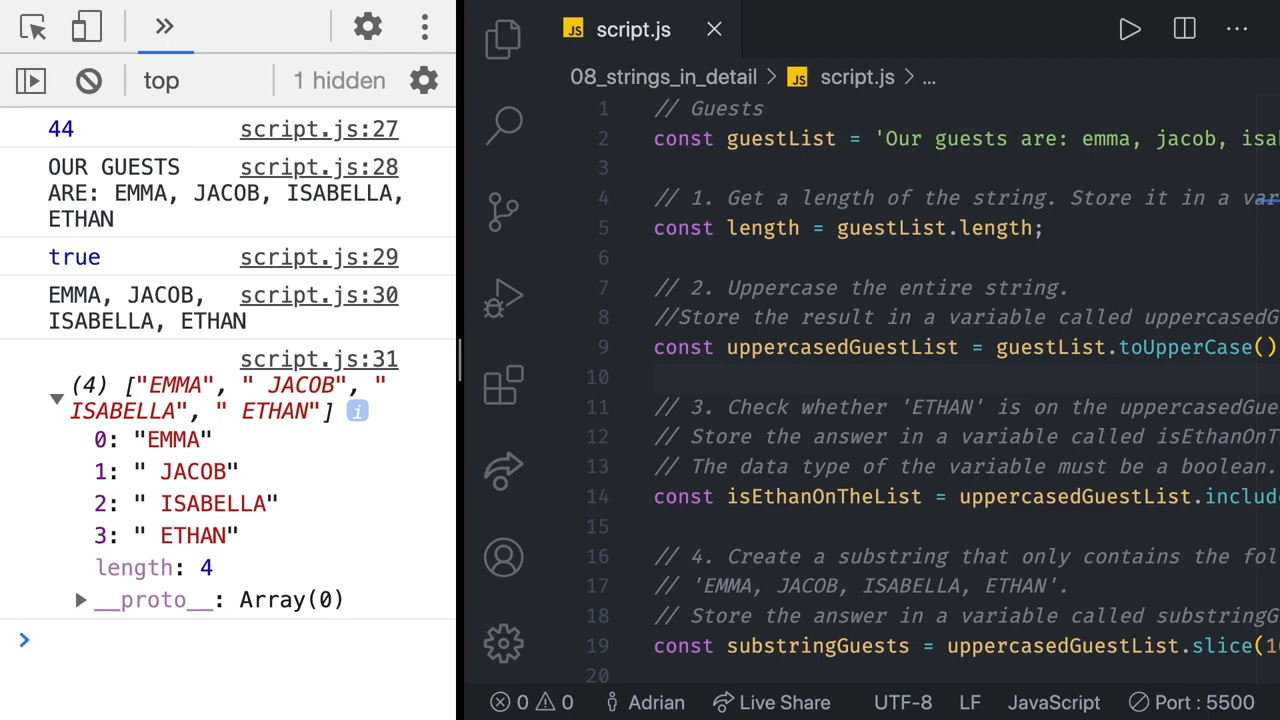 top
1 hidden
44 script.js:27
OUR GUESTS script.js:28
ARE: EMMA, JACOB, ISABELLA,
ETHAN
true script.js:29
EMMA, JACOB, script.js:30
ISABELLA, ETHAN
script.js:31
(4) ["EMMA", " JACOB", "
ISABELLA", " ETHAN"] i
0: "EMMA"
1: " JACOB"
2: " ISABELLA"
3: " ETHAN"
length: 4
__proto__: Array(0)
>
JS script.js
08_strings_in_detail > JS script.js > ...
1 // Guests
2 const guestList = 'Our guests are: emma, jacob, isa
3
4 // 1. Get a length of the string. Store it in a var
5 const length = guestList.length;
6
7 // 2. Uppercase the entire string.
8 //Store the result in a variable called uppercasedG
9 const uppercasedGuestList = guestList.toUpperCase()
10
11 // 3. Check whether 'ETHAN' is on the uppercasedGue
12 // Store the answer in a variable called isEthanOnT
13 // The data type of the variable must be a boolean.
14 const isEthanOnTheList = uppercasedGuestList.includ
15
16 // 4. Create a substring that only contains the fol
17 // 'EMMA, JACOB, ISABELLA, ETHAN'.
18 // Store the answer in a variable called substringG
19 const substringGuests = uppercasedGuestList.slice(1
20
0 0 Adrian Live Share UTF-8 LF JavaScript Port : 5500